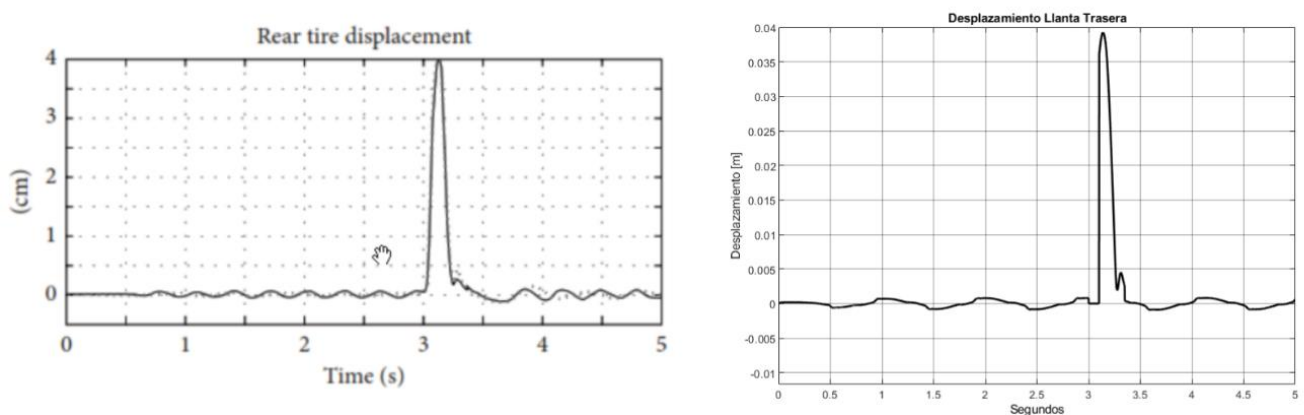 Rear tire displacement
4
3
2
1
0
(cm)
0 1 2 3 4 5
Time (s)
Desplazamiento Llanta Trasera
0.04
0.035
0.03
0.025
0.02
0.015
0.01
0.005
0
-0.005
-0.01
Desplazamiento [m]
0 0.5 1 1.5 2 2.5 3 3.5 4 4.5 5
Segundos